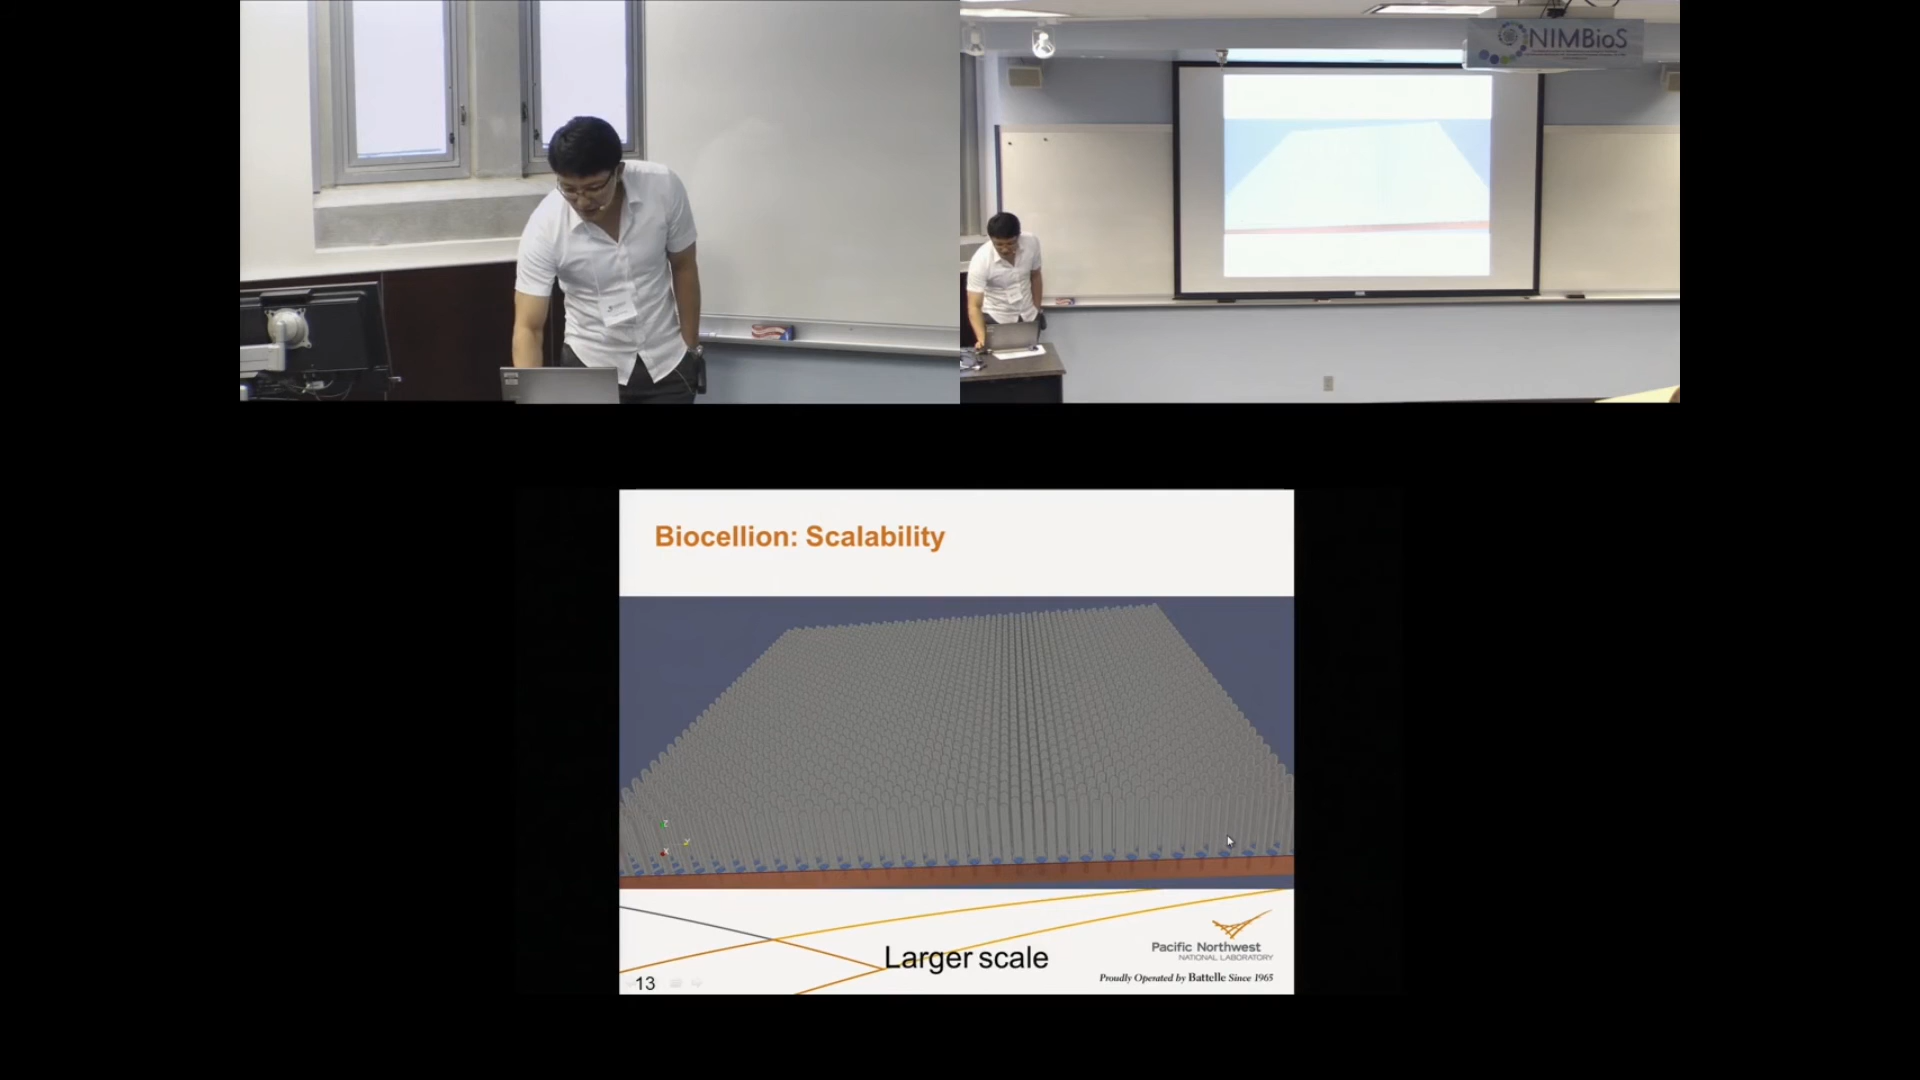 NIMBioS
Biocellion: Scalability
Larger scale
Pacific Northwest
NATIONAL LABORATORY
Proudly Operated by Battelle Since 1965
13